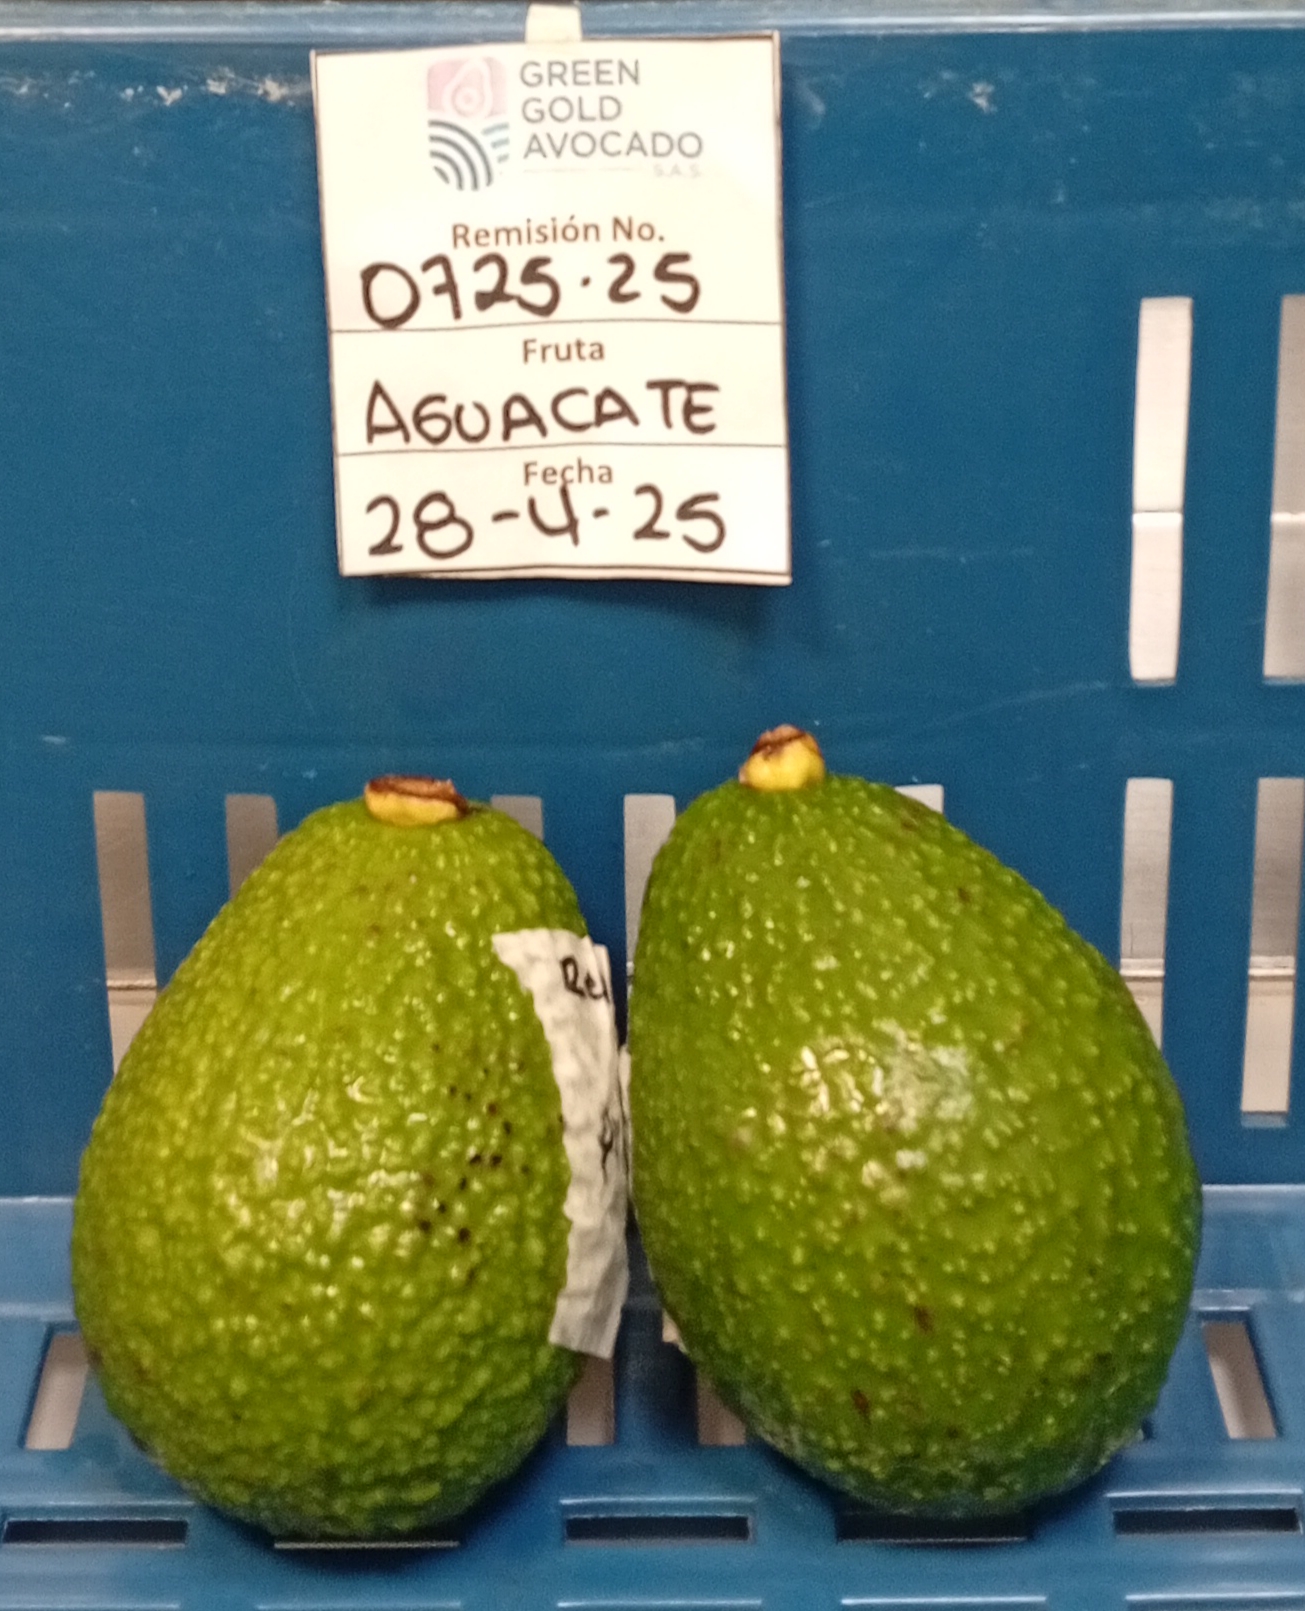 GREEN
GOLD
AVOCADO
S.A.S.
Remisión No.
0725.25
Fruta
AGUACATE
Fecha
28-4-25